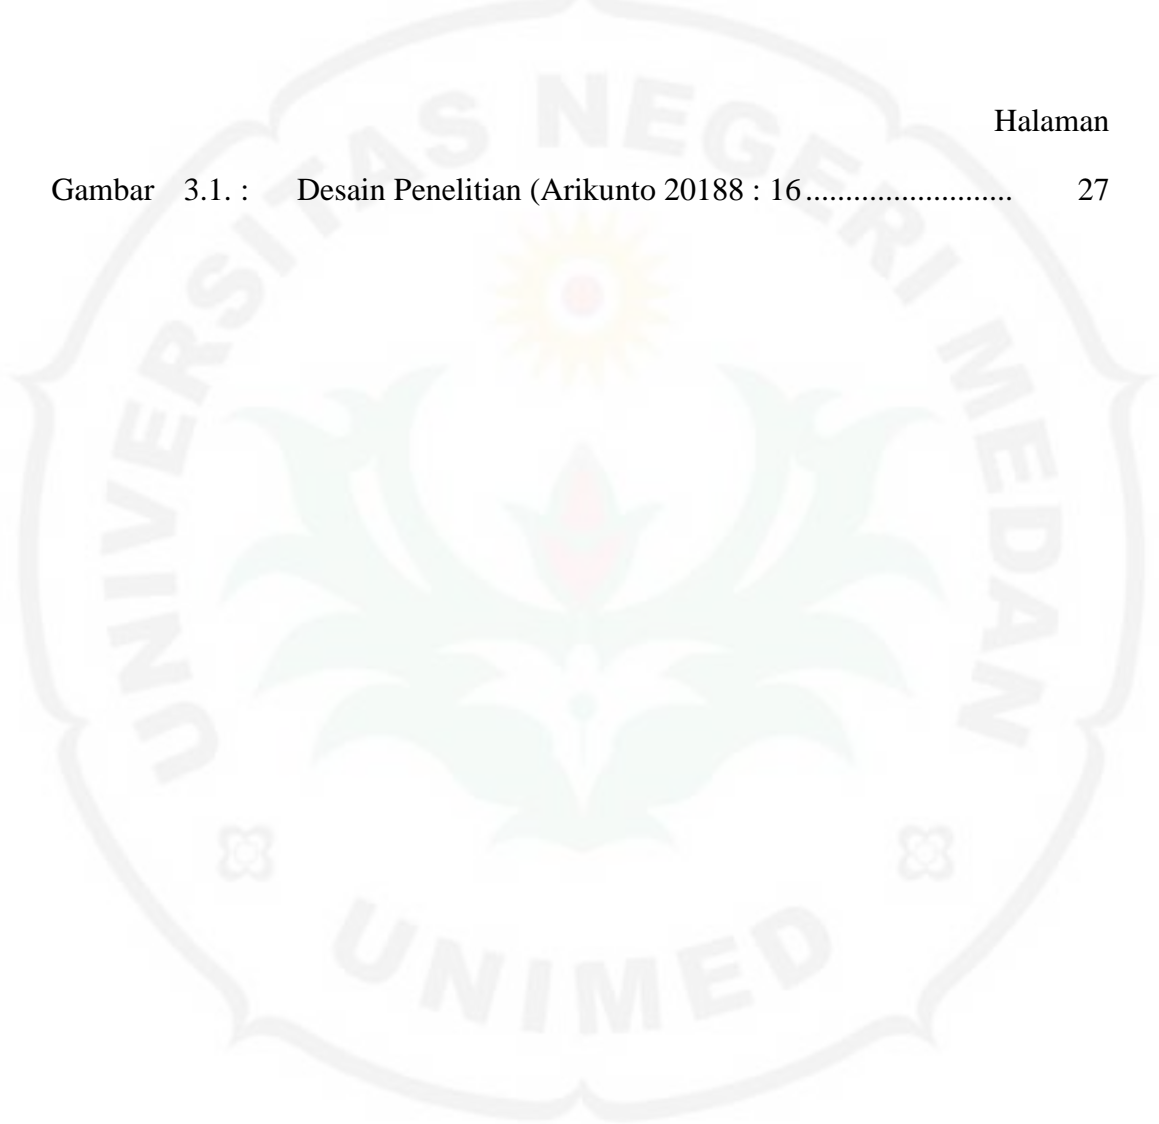 Halaman
Gambar 3.1. : Desain Penelitian (Arikunto 20188 : 16.......................... 27
UNIVERSITAS NEGERI MEDAN
UNIMED